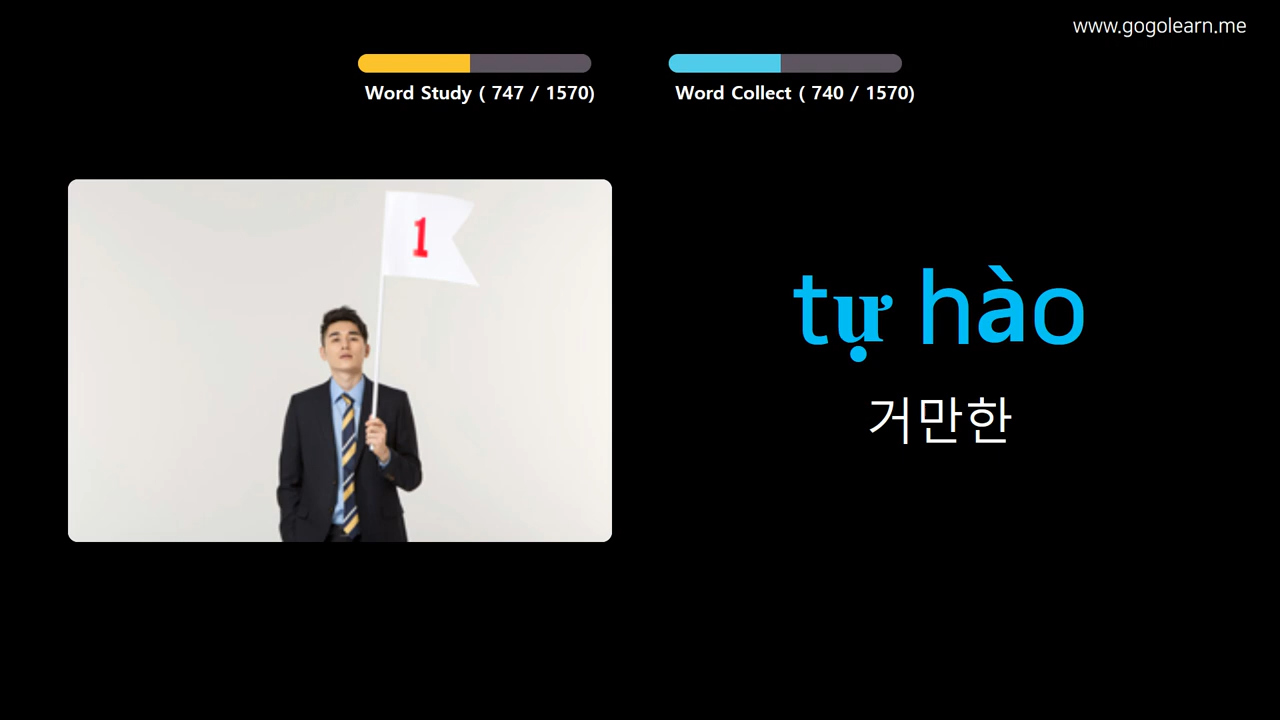 www.gogolearn.me
Word Study ( 747 / 1570)
Word Collect ( 740 / 1570)
1
tự hào
거만한